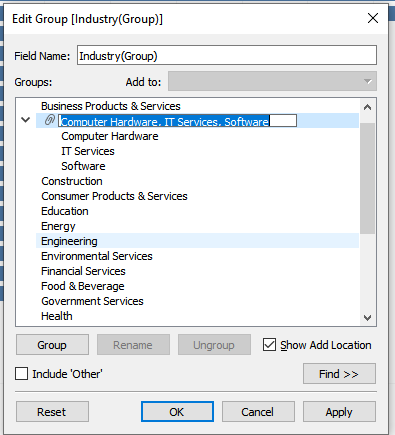 Edit Group [Industry(Group)]
Field Name: Industry(Group)
Groups: Add to:
Business Products & Services
Computer Hardware, IT Services, Software
Computer Hardware
IT Services
Software
Construction
Consumer Products & Services
Education
Energy
Engineering
Environmental Services
Financial Services
Food & Beverage
Government Services
Health
Group Rename Ungroup Show Add Location
Include 'Other' Find >>
Reset OK Cancel Apply